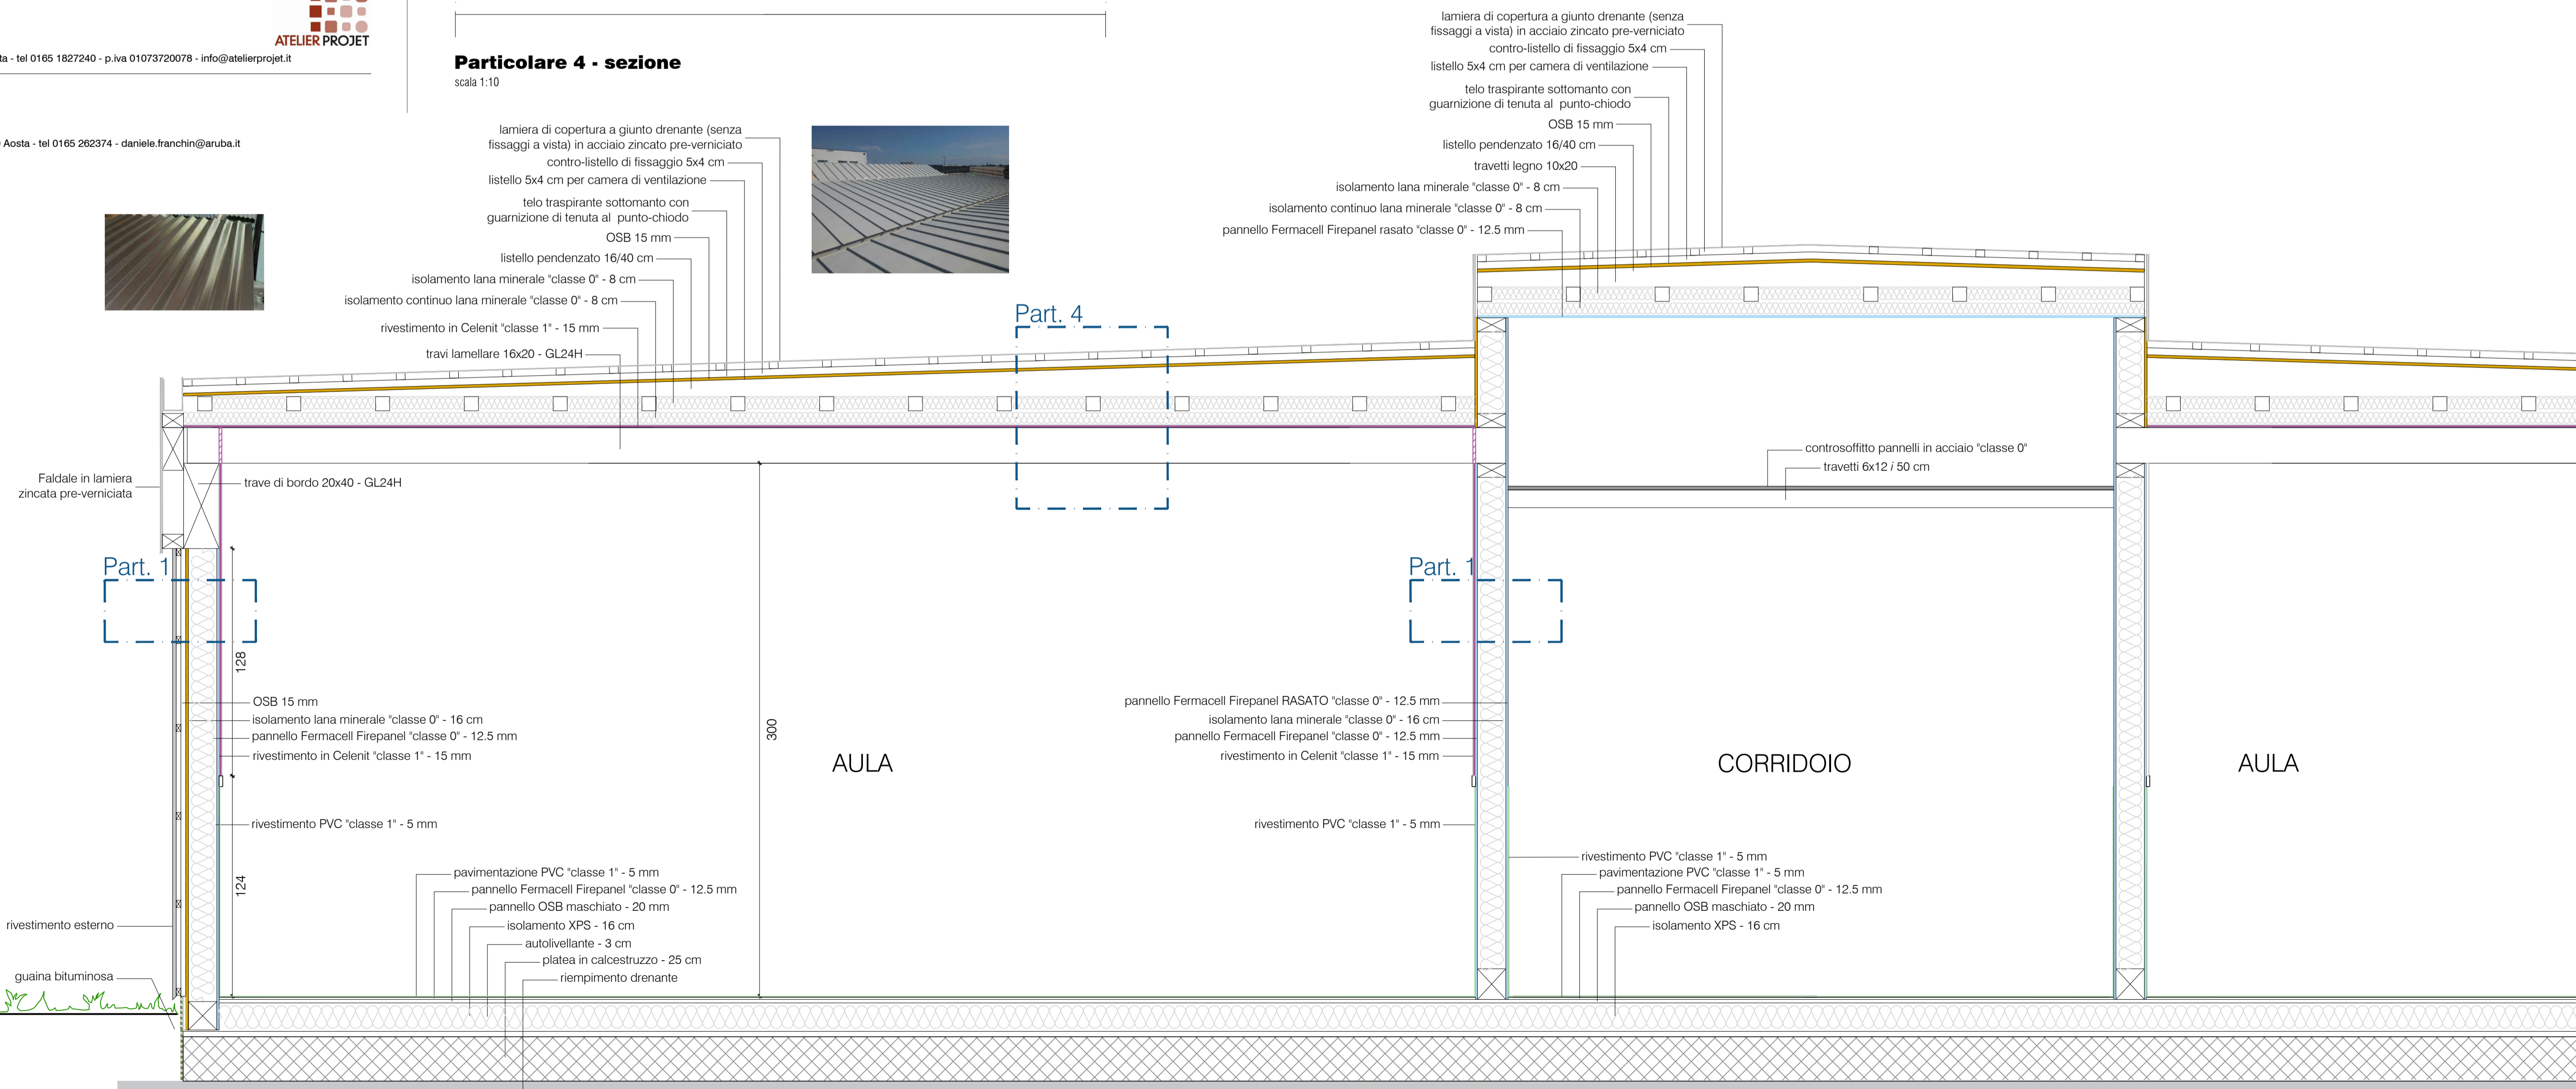 ATELIER PROJET
ta - tel 0165 1827240 - p.iva 01073720078 - info@atelierprojet.it
Aosta - tel 0165 262374 - daniele.franchin@aruba.it
Particolare 4 - sezione
scala 1:10
lamiera di copertura a giunto drenante (senza
fissaggi a vista) in acciaio zincato pre-verniciato
contro-listello di fissaggio 5x4 cm
listello 5x4 cm per camera di ventilazione
telo traspirante sottomanto con
guarnizione di tenuta al punto-chiodo
OSB 15 mm
listello pendenzato 16/40 cm
isolamento lana minerale "classe 0" - 8 cm
isolamento continuo lana minerale "classe 0" - 8 cm
rivestimento in Celenit "classe 1" - 15 mm
travi lamellare 16x20 - GL24H
lamiera di copertura a giunto drenante (senza
fissaggi a vista) in acciaio zincato pre-verniciato
contro-listello di fissaggio 5x4 cm
listello 5x4 cm per camera di ventilazione
telo traspirante sottomanto con
guarnizione di tenuta al punto-chiodo
OSB 15 mm
listello pendenzato 16/40 cm
travetti legno 10x20
isolamento lana minerale "classe 0" - 8 cm
isolamento continuo lana minerale "classe 0" - 8 cm
pannello Fermacell Firepanel rasato "classe 0" - 12.5 mm
Part. 4
Faldale in lamiera
zincata pre-verniciata
trave di bordo 20x40 - GL24H
controsoffitto pannelli in acciaio "classe 0"
travetti 6x12 i 50 cm
Part. 1
Part. 1
128
OSB 15 mm
isolamento lana minerale "classe 0" - 16 cm
pannello Fermacell Firepanel "classe 0" - 12.5 mm
rivestimento in Celenit "classe 1" - 15 mm
rivestimento PVC "classe 1" - 5 mm
124
300
AULA
pannello Fermacell Firepanel RASATO "classe 0" - 12.5 mm
isolamento lana minerale "classe 0" - 16 cm
pannello Fermacell Firepanel "classe 0" - 12.5 mm
rivestimento in Celenit "classe 1" - 15 mm
rivestimento PVC "classe 1" - 5 mm
CORRIDOIO
AULA
rivestimento esterno
guaina bituminosa
pavimentazione PVC "classe 1" - 5 mm
pannello Fermacell Firepanel "classe 0" - 12.5 mm
pannello OSB maschiato - 20 mm
isolamento XPS - 16 cm
autolivellante - 3 cm
platea in calcestruzzo - 25 cm
riempimento drenante
rivestimento PVC "classe 1" - 5 mm
pavimentazione PVC "classe 1" - 5 mm
pannello Fermacell Firepanel "classe 0" - 12.5 mm
pannello OSB maschiato - 20 mm
isolamento XPS - 16 cm